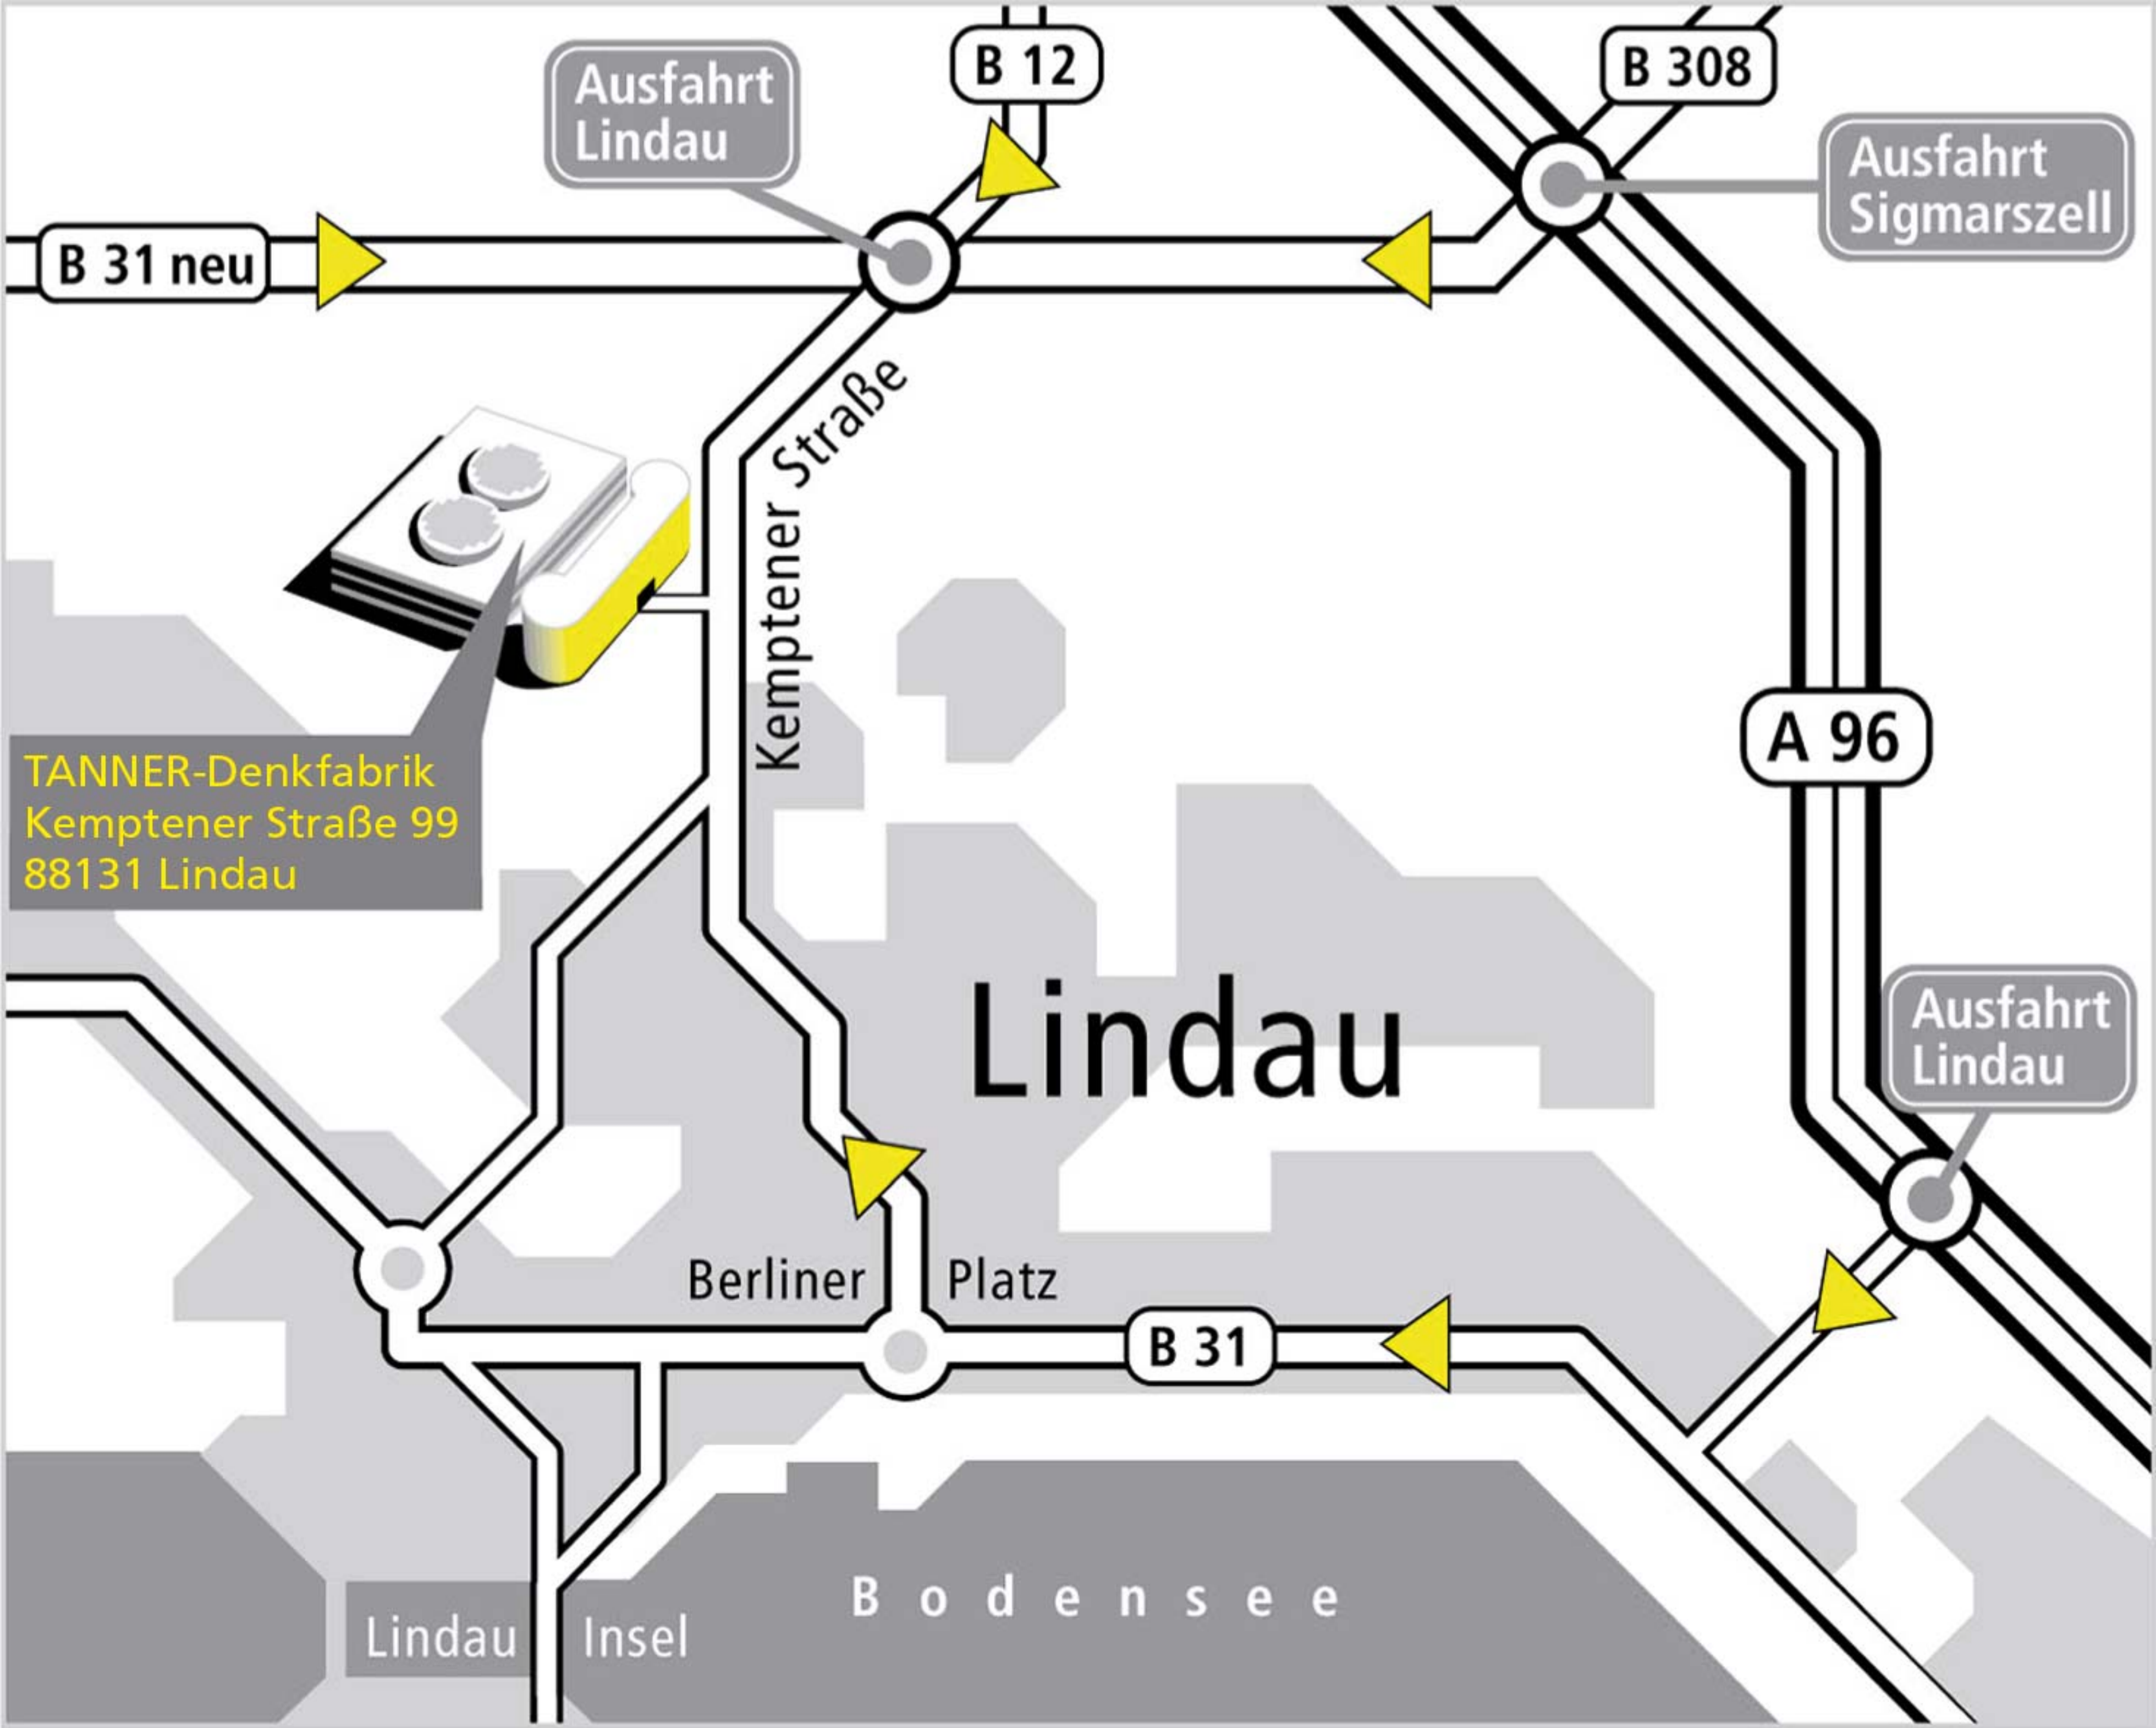 B 12
B 308
Ausfahrt
Lindau
Ausfahrt
Sigmarszell
B 31 neu
Kemptener Straße
A 96
TANNER-Denkfabrik
Kemptener Straße 99
88131 Lindau
Lindau
Ausfahrt
Lindau
Berliner Platz
B 31
Bodensee
Lindau Insel